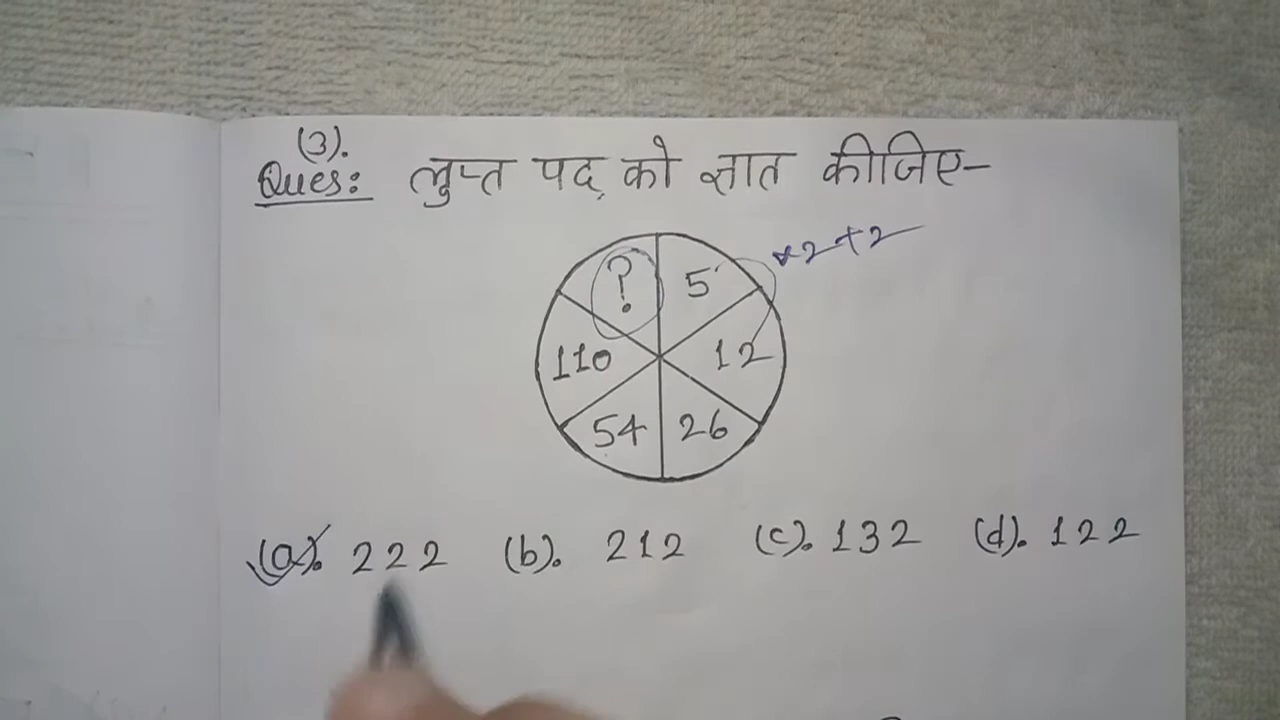 (3).
Ques: लुप्त पद को ज्ञात कीजिए-
×2+2
? 5
110 12
54 26
(a). 222 (b). 212 (c). 132 (d). 122